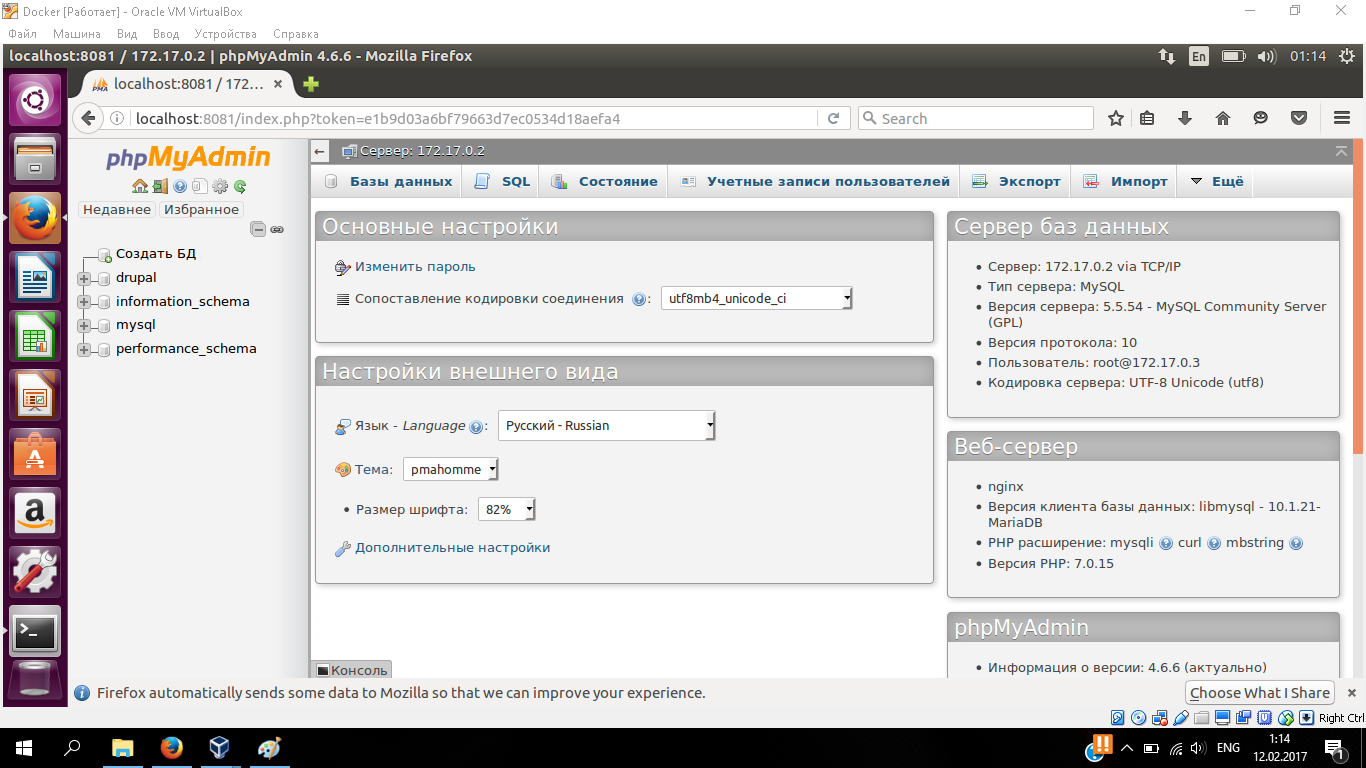 Docker [Работает] - Oracle VM VirtualBox
Файл Машина Вид Ввод Устройства Справка
localhost:8081 / 172.17.0.2 | phpMyAdmin 4.6.6 - Mozilla Firefox
En
01:14
localhost:8081 / 172...
localhost:8081/index.php?token=e1b9d03a6bf79663d7ec0534d18aefa4
Search
phpMyAdmin
Недавнее Избранное
Создать БД
drupal
information_schema
mysql
performance_schema
Сервер: 172.17.0.2
Базы данных SQL Состояние Учетные записи пользователей Экспорт Импорт Ещё
Основные настройки
Изменить пароль
Сопоставление кодировки соединения : utf8mb4_unicode_ci
Настройки внешнего вида
Язык - Language : Русский - Russian
Тема: pmahomme
Размер шрифта: 82%
Дополнительные настройки
Сервер баз данных
Сервер: 172.17.0.2 via TCP/IP
Тип сервера: MySQL
Версия сервера: 5.5.54 - MySQL Community Server
(GPL)
Версия протокола: 10
Пользователь: root@172.17.0.3
Кодировка сервера: UTF-8 Unicode (utf8)
Веб-сервер
nginx
Версия клиента базы данных: libmysql - 10.1.21-
MariaDB
PHP расширение: mysqli curl mbstring
Версия PHP: 7.0.15
phpMyAdmin
Информация о версии: 4.6.6 (актуально)
Консоль
Firefox automatically sends some data to Mozilla so that we can improve your experience.
Choose What I Share
Right Ctrl
ENG
1:14
12.02.2017
1